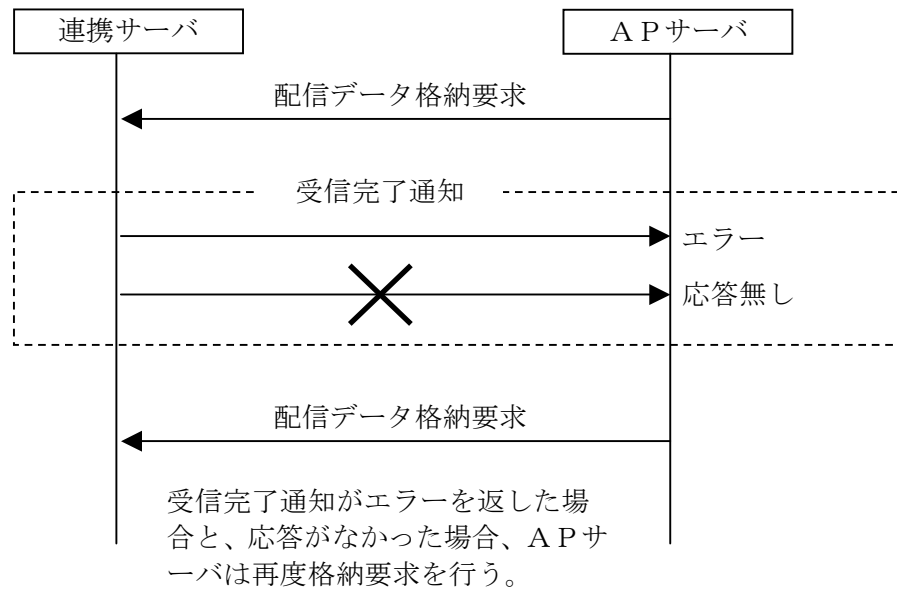 連携サーバ
ＡＰサーバ
配信データ格納要求
受信完了通知
エラー
応答無し
配信データ格納要求
受信完了通知がエラーを返した場
合と、応答がなかった場合、ＡＰサ
ーバは再度格納要求を行う。